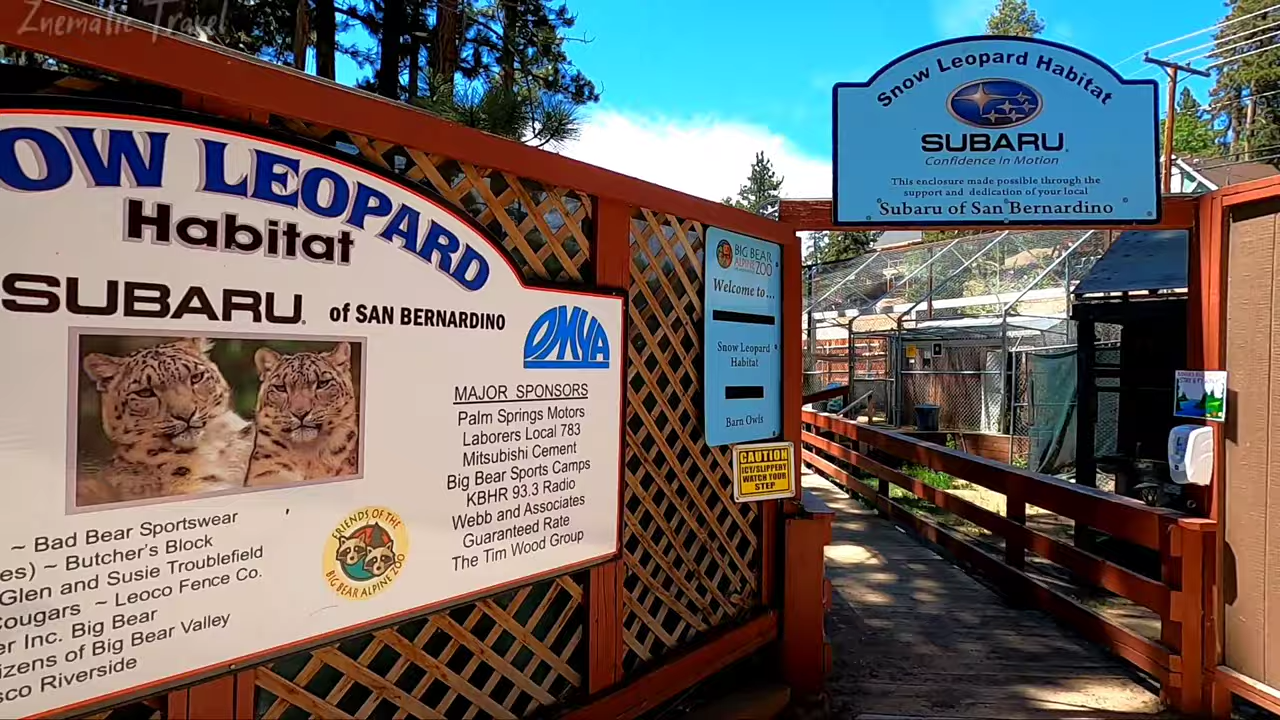 Znematic Travel
OW LEOPARD
Habitat
SUBARU of SAN BERNARDINO
OMYA
MAJOR SPONSORS
Palm Springs Motors
Laborers Local 783
Mitsubishi Cement
Big Bear Sports Camps
KBHR 93.3 Radio
Webb and Associates
Guaranteed Rate
The Tim Wood Group
~ Bad Bear Sportswear
es) ~ Butcher's Block
Glen and Susie Troublefield
Cougars ~ Leoco Fence Co.
er Inc. Big Bear
izens of Big Bear Valley
sco Riverside
FRIENDS OF THE
BIG BEAR ALPINE ZOO
BIG BEAR
ALPINE ZOO
Welcome to...
Snow Leopard
Habitat
Barn Owls
CAUTION
ICY/SLIPPERY
WATCH YOUR
STEP
Snow Leopard Habitat
SUBARU
Confidence in Motion
This enclosure made possible through the
support and dedication of your local
Subaru of San Bernardino